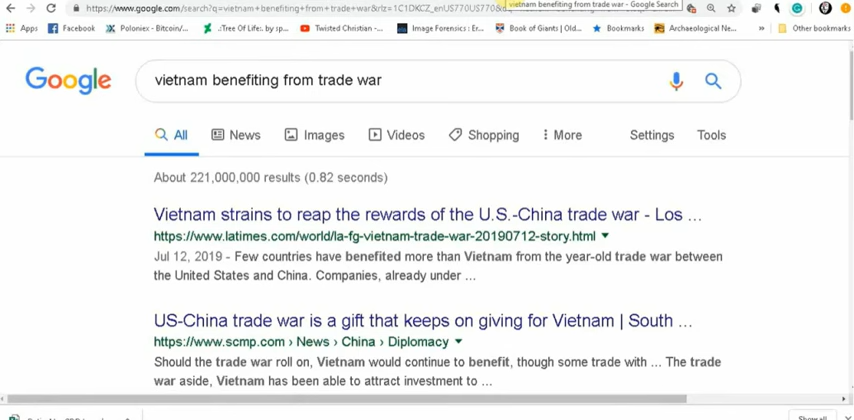 vietnam benefiting from trade war - Google Search
https://www.google.com/search?q=vietnam+benefiting+from+trade+war&rlz=1C1DKCZ_enUS770US770&
Apps Facebook Poloniex - Bitcoin/... .:Tree Of Life:. by sp... Twisted Christian -... Image Forensics : Er... Book of Giants | Old... Bookmarks Archaeological Ne... » Other bookmarks
Google
vietnam benefiting from trade war
All News Images Videos Shopping More Settings Tools
About 221,000,000 results (0.82 seconds)
Vietnam strains to reap the rewards of the U.S.-China trade war - Los ...
https://www.latimes.com/world/la-fg-vietnam-trade-war-20190712-story.html
Jul 12, 2019 - Few countries have benefited more than Vietnam from the year-old trade war between
the United States and China. Companies, already under ...
US-China trade war is a gift that keeps on giving for Vietnam | South ...
https://www.scmp.com › News › China › Diplomacy
Should the trade war roll on, Vietnam would continue to benefit, though some trade with ... The trade
war aside, Vietnam has been able to attract investment to ...
Show all